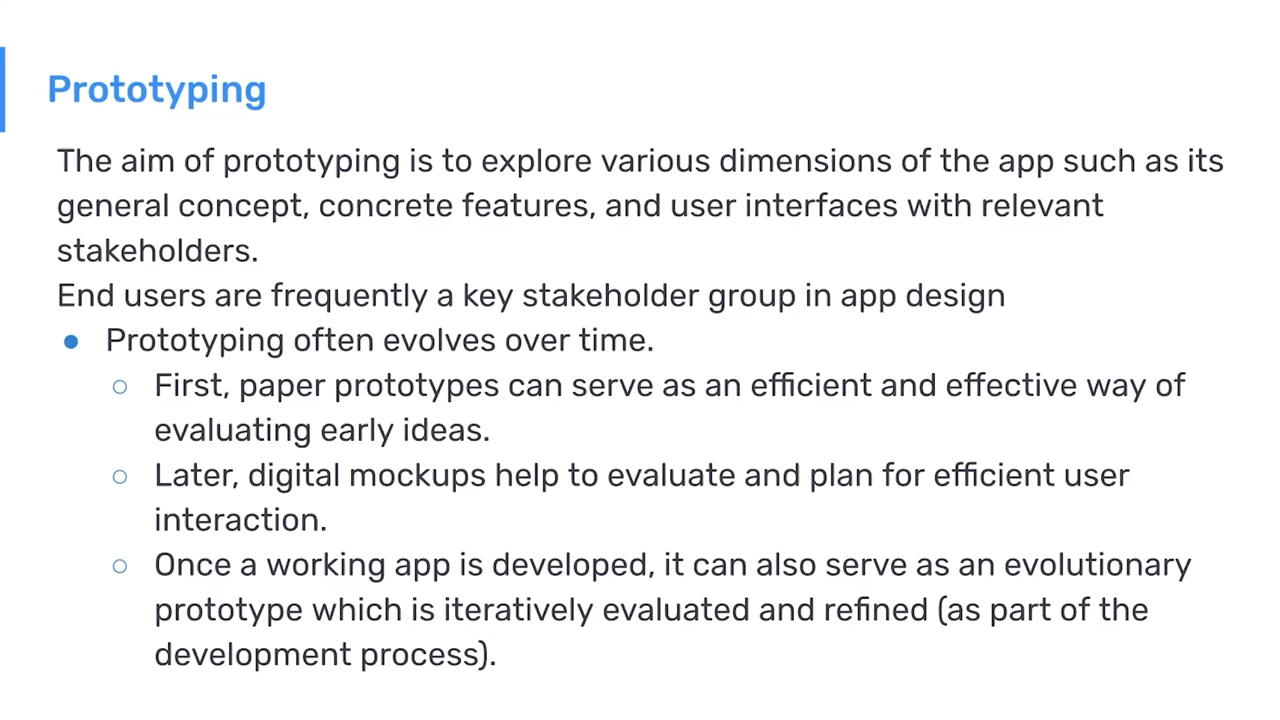 Prototyping
The aim of prototyping is to explore various dimensions of the app such as its
general concept, concrete features, and user interfaces with relevant
stakeholders.
End users are frequently a key stakeholder group in app design
● Prototyping often evolves over time.
○ First, paper prototypes can serve as an efficient and effective way of
evaluating early ideas.
○ Later, digital mockups help to evaluate and plan for efficient user
interaction.
○ Once a working app is developed, it can also serve as an evolutionary
prototype which is iteratively evaluated and refined (as part of the
development process).